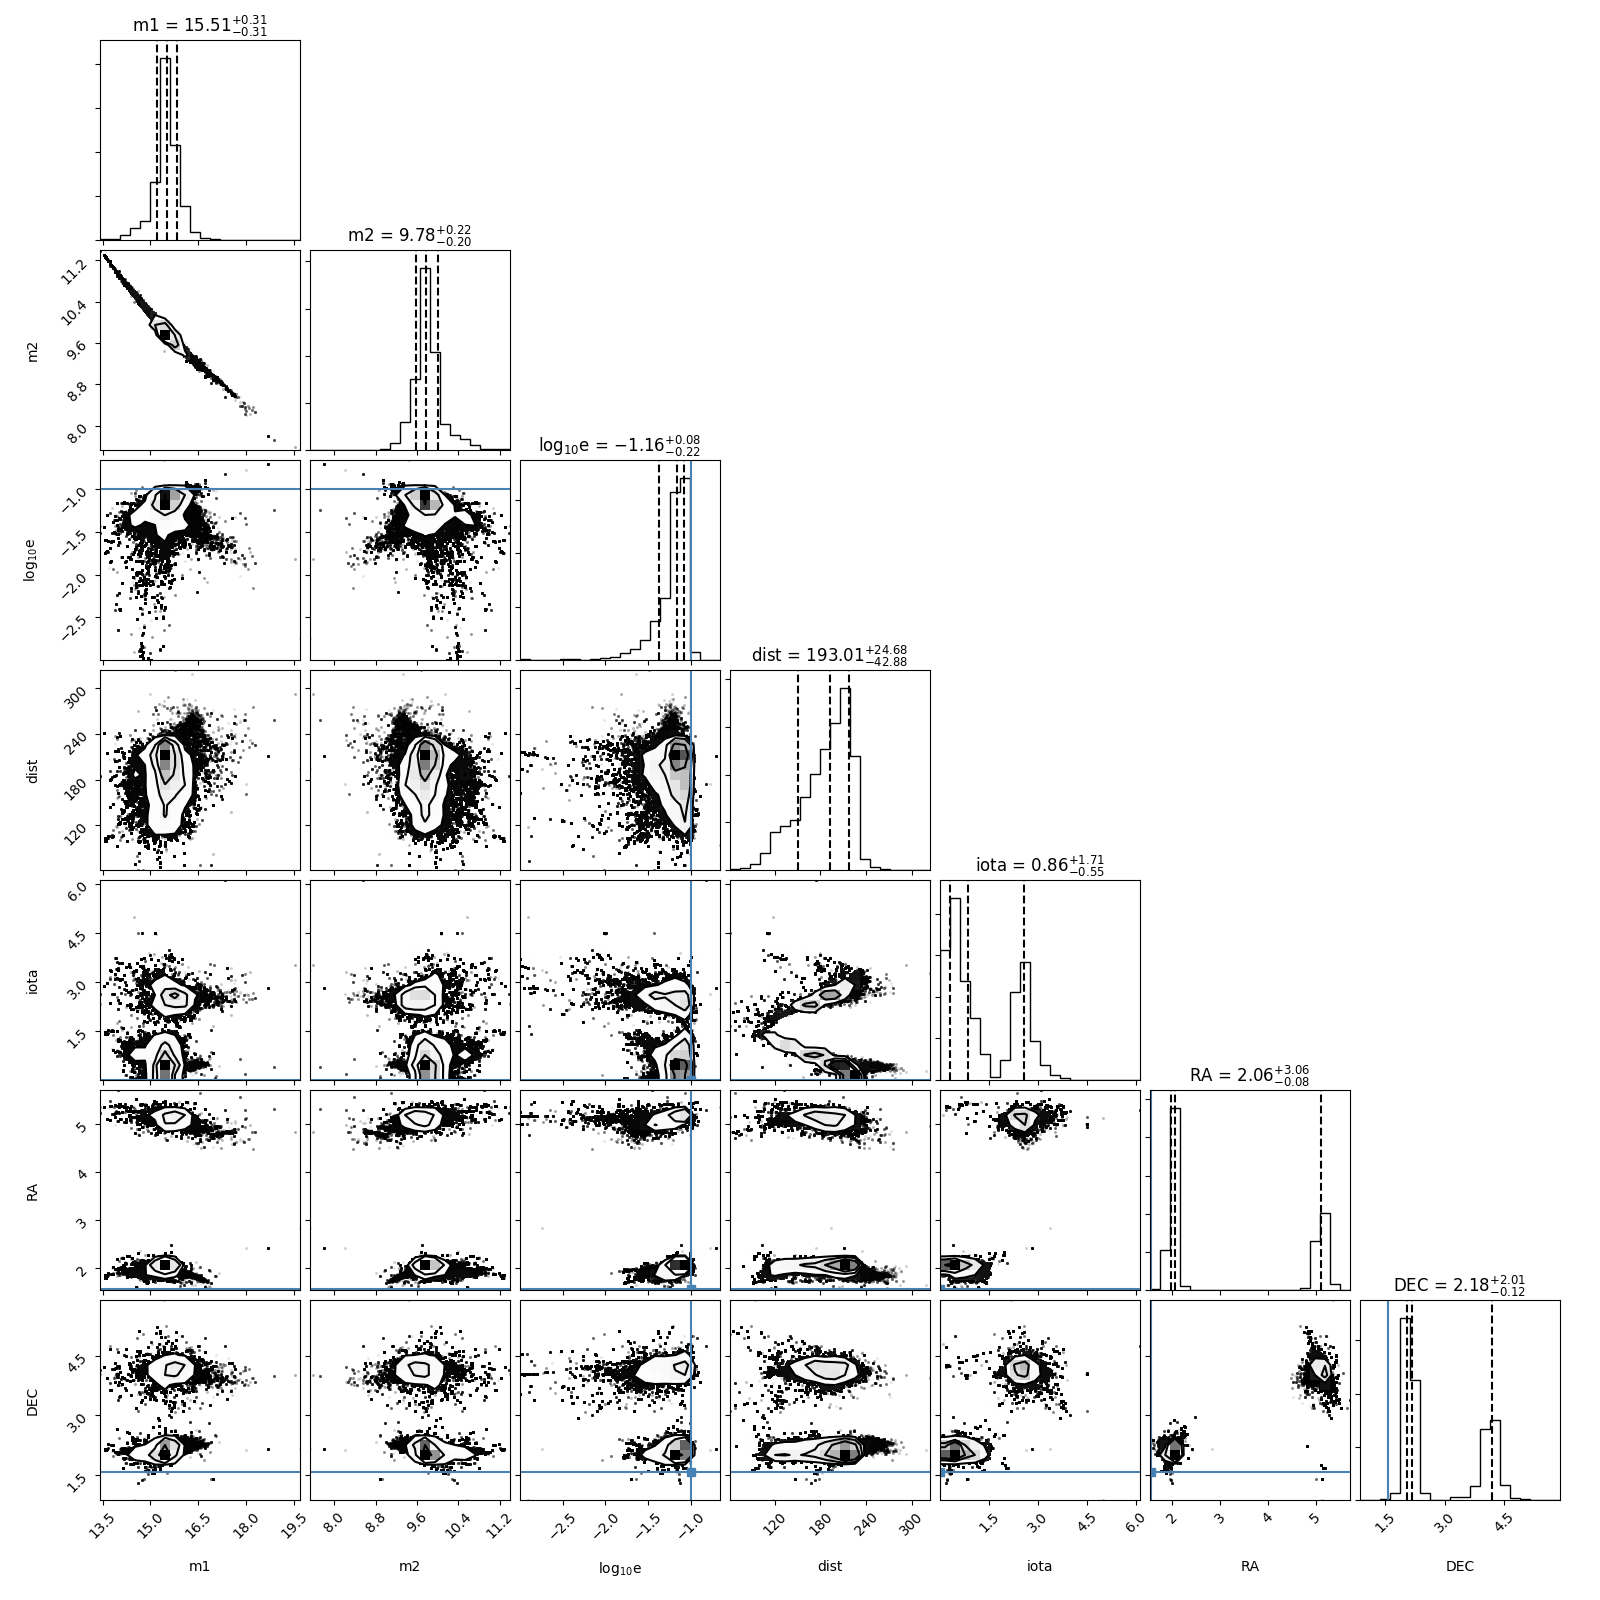 m1 = 15.51+0.31−0.31
m2 = 9.78+0.22−0.20
log10e = −1.16+0.08−0.22
dist = 193.01+24.68−42.88
iota = 0.86+1.71−0.55
RA = 2.06+3.06−0.08
DEC = 2.18+2.01−0.12
m2
11.2
10.4
9.6
8.8
8.0
log10e
−1.0
−1.5
−2.0
−2.5
dist
300
240
180
120
iota
6.0
4.5
3.0
1.5
RA
5
4
3
2
DEC
4.5
3.0
1.5
13.5 15.0 16.5 18.0 19.5
8.0 8.8 9.6 10.4 11.2
−2.5 −2.0 −1.5 −1.0
120 180 240 300
1.5 3.0 4.5 6.0
2 3 4 5
1.5 3.0 4.5
m1 m2 log10e dist iota RA DEC